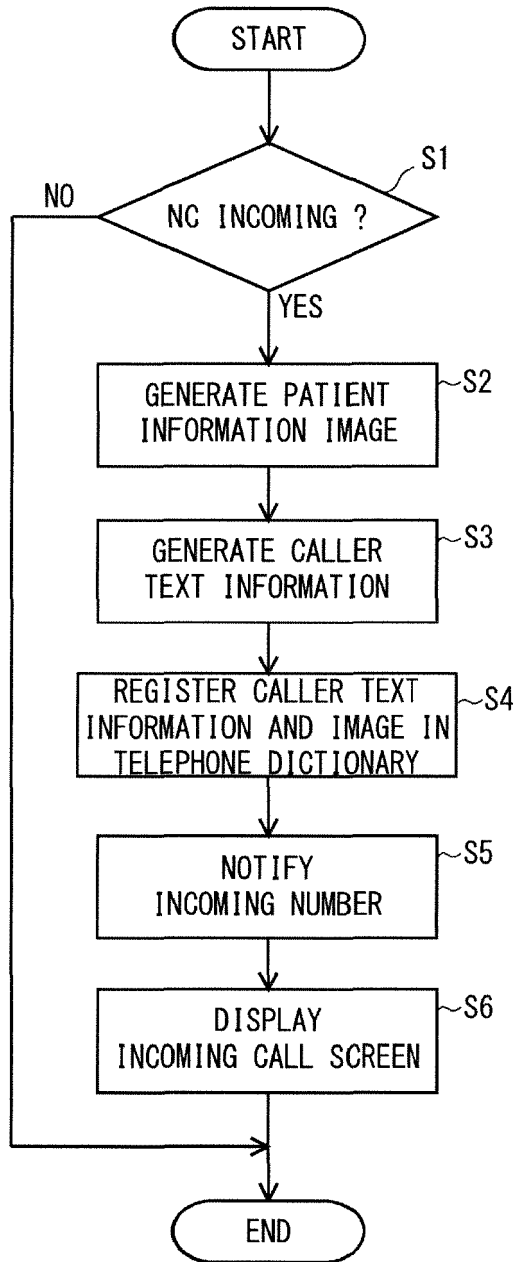 START
S1
NO
NC INCOMING ?
YES
S2
GENERATE PATIENT
INFORMATION IMAGE
S3
GENERATE CALLER
TEXT INFORMATION
S4
REGISTER CALLER TEXT
INFORMATION AND IMAGE IN
TELEPHONE DICTIONARY
S5
NOTIFY
INCOMING NUMBER
S6
DISPLAY
INCOMING CALL SCREEN
END